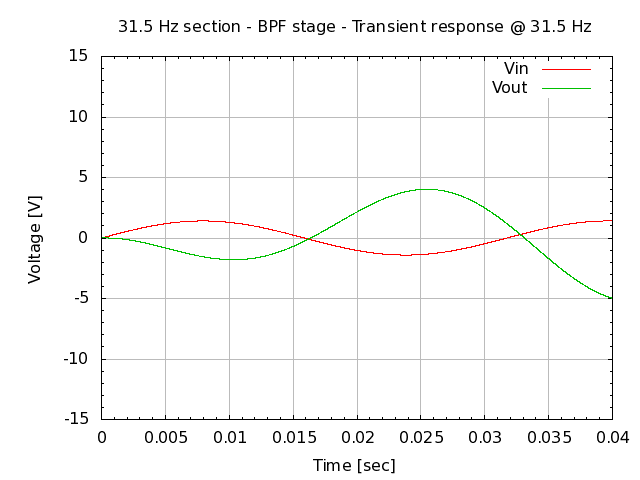 31.5 Hz section - BPF stage - Transient response @ 31.5 Hz
Vin
Vout
15
10
5
0
-5
-10
-15
Voltage [V]
0 0.005 0.01 0.015 0.02 0.025 0.03 0.035 0.04
Time [sec]